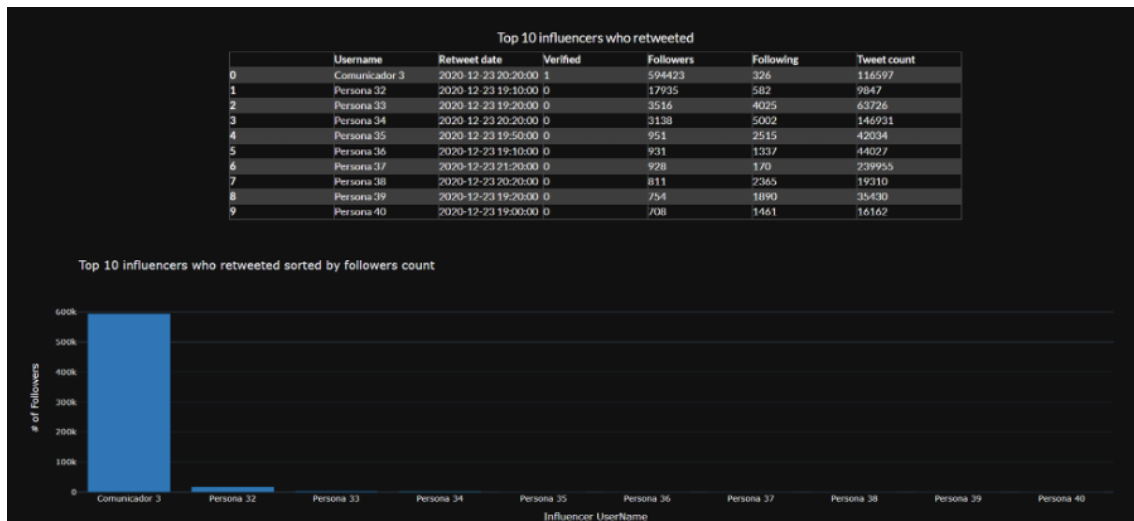 Top 10 influencers who retweeted
Username Retweet date Verified Followers Following Tweet count
0 Comunicador 3 2020-12-23 20:20:00 1 594423 326 116597
1 Persona 32 2020-12-23 19:10:00 0 17935 582 9847
2 Persona 33 2020-12-23 19:20:00 0 3516 4025 63726
3 Persona 34 2020-12-23 20:20:00 0 3138 5002 146931
4 Persona 35 2020-12-23 19:50:00 0 951 2515 42034
5 Persona 36 2020-12-23 19:10:00 0 931 1337 44027
6 Persona 37 2020-12-23 21:20:00 0 928 170 239955
7 Persona 38 2020-12-23 20:20:00 0 811 2365 19310
8 Persona 39 2020-12-23 19:20:00 0 754 1890 35430
9 Persona 40 2020-12-23 19:00:00 0 708 1461 16162
Top 10 influencers who retweeted sorted by followers count
# of Followers
600k
500k
400k
300k
200k
100k
0
Comunicador 3 Persona 32 Persona 33 Persona 34 Persona 35 Persona 36 Persona 37 Persona 38 Persona 39 Persona 40
Influencer UserName